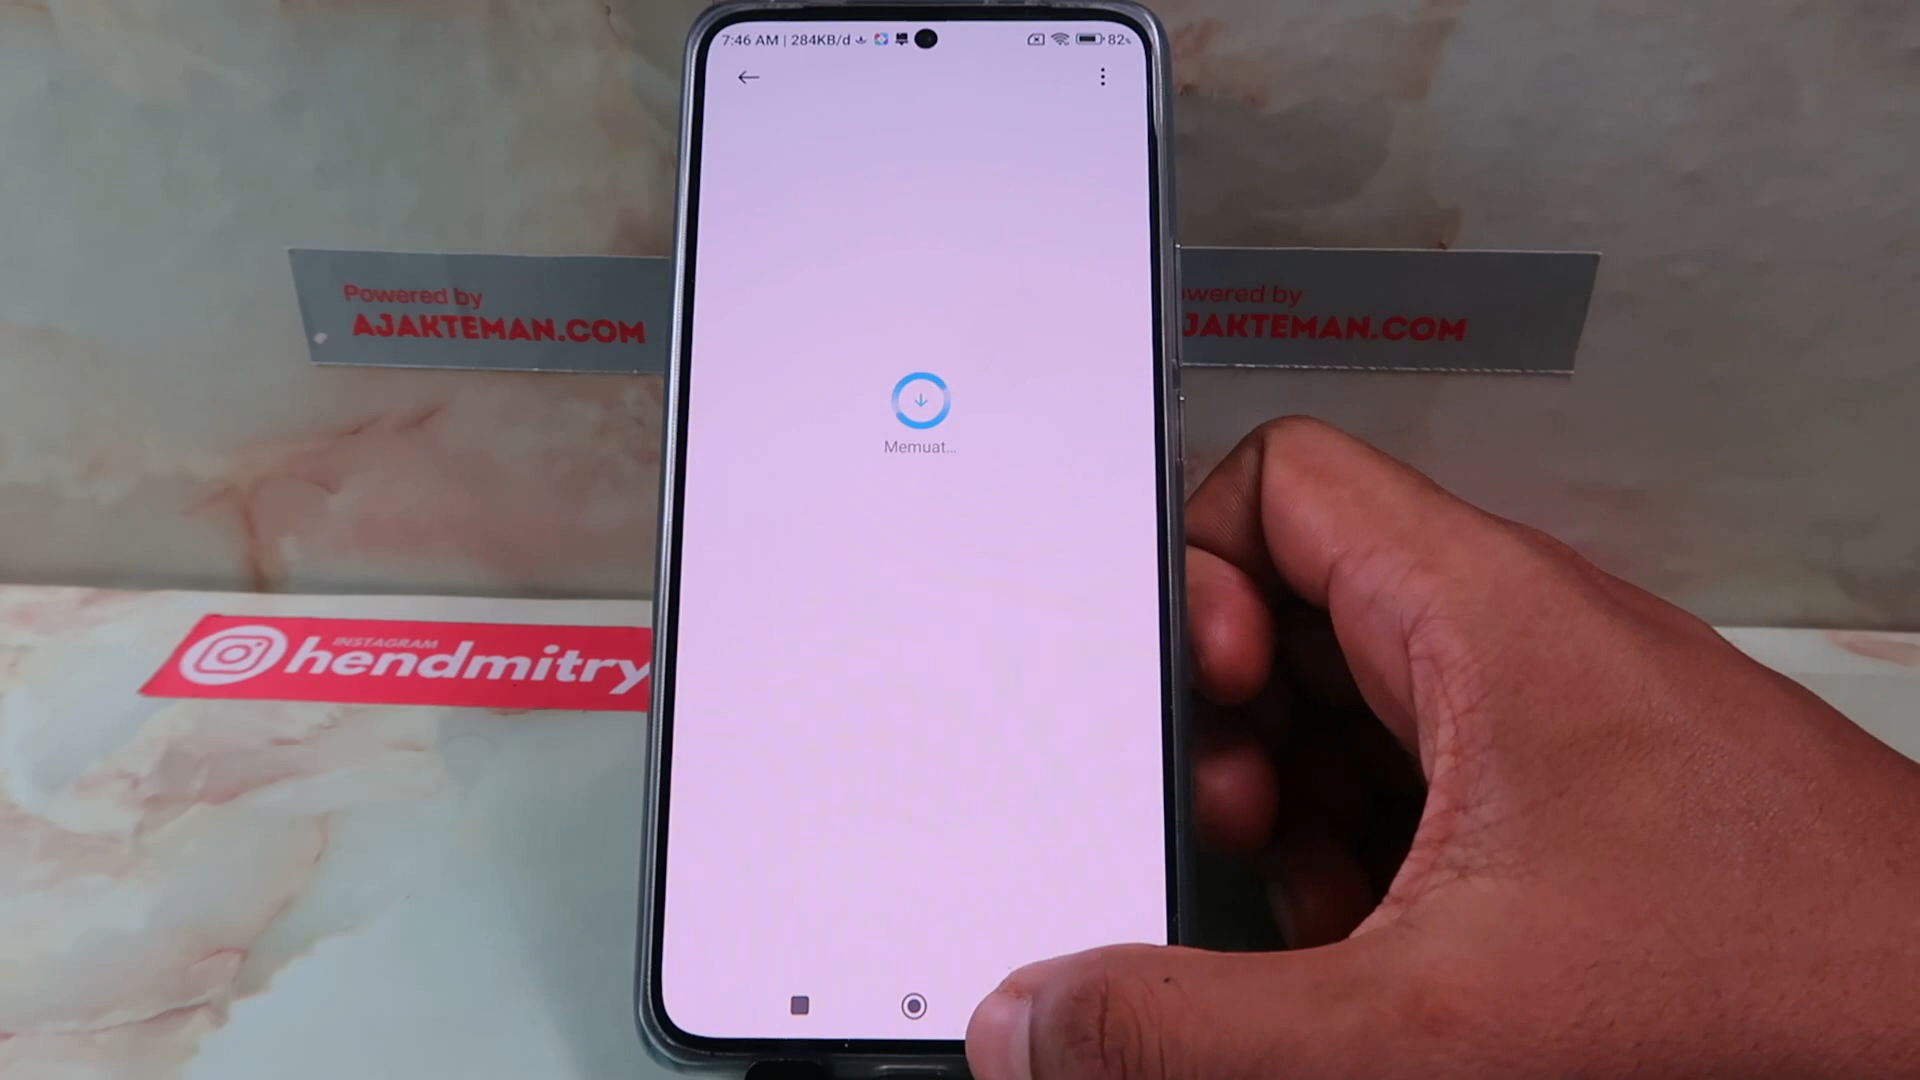 7:46 AM | 284KB/d
82%
Memuat...
Powered by
AJAKTEMAN.COM
wered by
JAKTEMAN.COM
INSTAGRAM
hendmitry